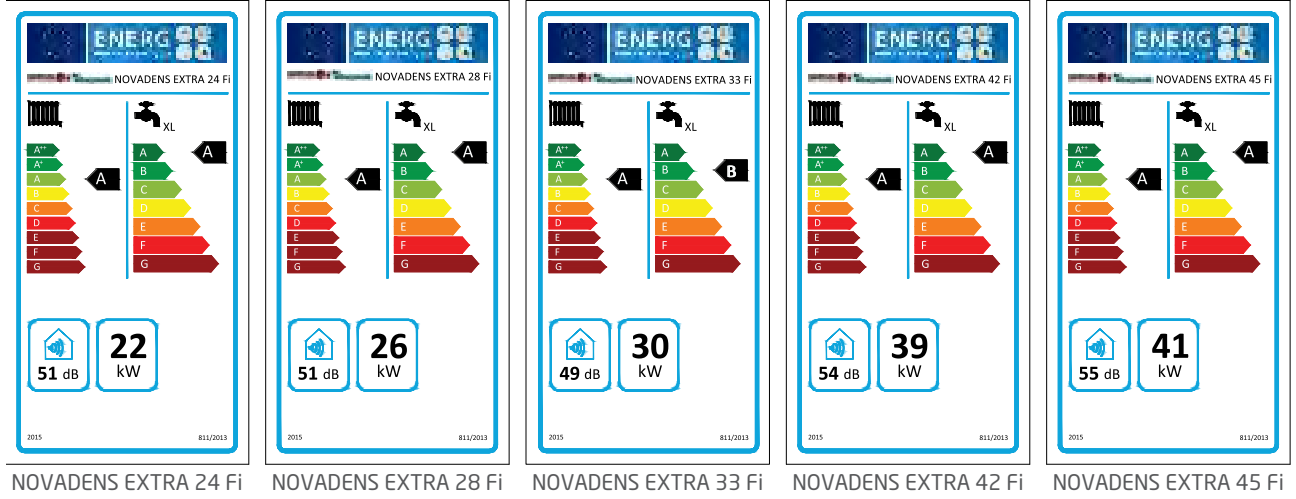 ENERG
NOVADENS EXTRA 24 Fi
XL
A++
A+
A
B
C
D
E
F
G
A
A
B
C
D
E
F
G
A
51 dB
22
kW
2015
811/2013
NOVADENS EXTRA 24 Fi
ENERG
NOVADENS EXTRA 28 Fi
XL
A++
A+
A
B
C
D
E
F
G
A
A
B
C
D
E
F
G
A
51 dB
26
kW
2015
811/2013
NOVADENS EXTRA 28 Fi
ENERG
NOVADENS EXTRA 33 Fi
XL
A++
A+
A
B
C
D
E
F
G
A
A
B
C
D
E
F
G
B
49 dB
30
kW
2015
811/2013
NOVADENS EXTRA 33 Fi
ENERG
NOVADENS EXTRA 42 Fi
XL
A++
A+
A
B
C
D
E
F
G
A
A
B
C
D
E
F
G
A
54 dB
39
kW
2015
811/2013
NOVADENS EXTRA 42 Fi
ENERG
NOVADENS EXTRA 45 Fi
XL
A++
A+
A
B
C
D
E
F
G
A
A
B
C
D
E
F
G
A
55 dB
41
kW
2015
811/2013
NOVADENS EXTRA 45 Fi